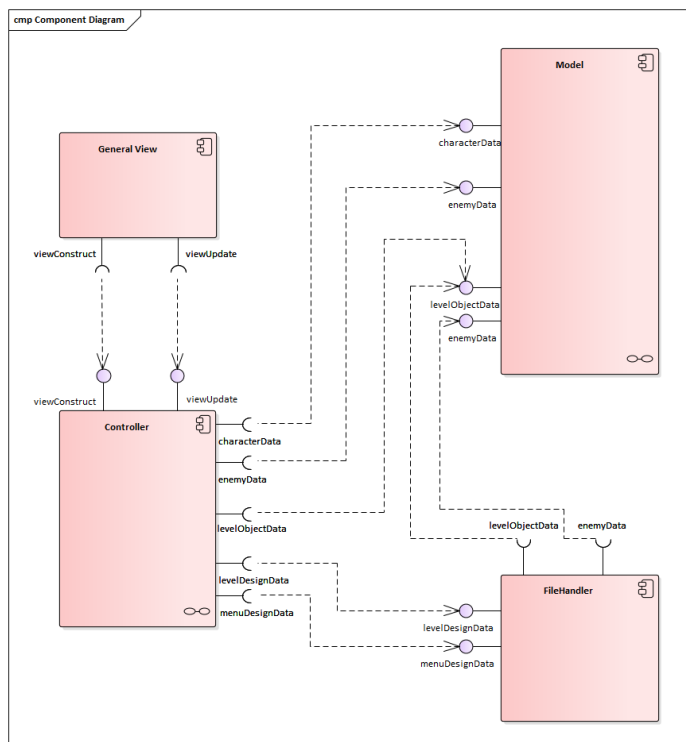 cmp Component Diagram
Model
characterData
General View
enemyData
viewConstruct
viewUpdate
levelObjectData
enemyData
viewConstruct
viewUpdate
Controller
characterData
enemyData
levelObjectData
levelObjectData
enemyData
levelDesignData
menuDesignData
FileHandler
levelDesignData
menuDesignData